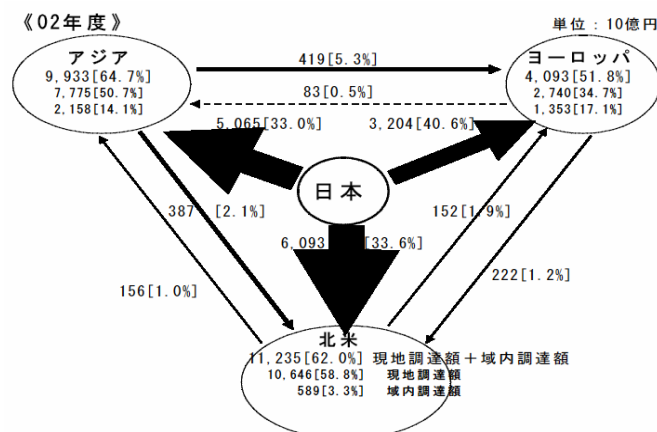 《02年度》
単位：10億円
アジア
9,933[64.7%]
7,775[50.7%]
2,158[14.1%]
419[5.3%]
ヨーロッパ
4,093[51.8%]
2,740[34.7%]
1,353[17.1%]
83[0.5%]
5,065[33.0%]
3,204[40.6%]
日本
387 [2.1%]
152[1.9%]
6,093 [33.6%]
156[1.0%]
222[1.2%]
北米
11,235[62.0%] 現地調達額＋域内調達額
10,646[58.8% 現地調達額
589[3.3%] 域内調達額